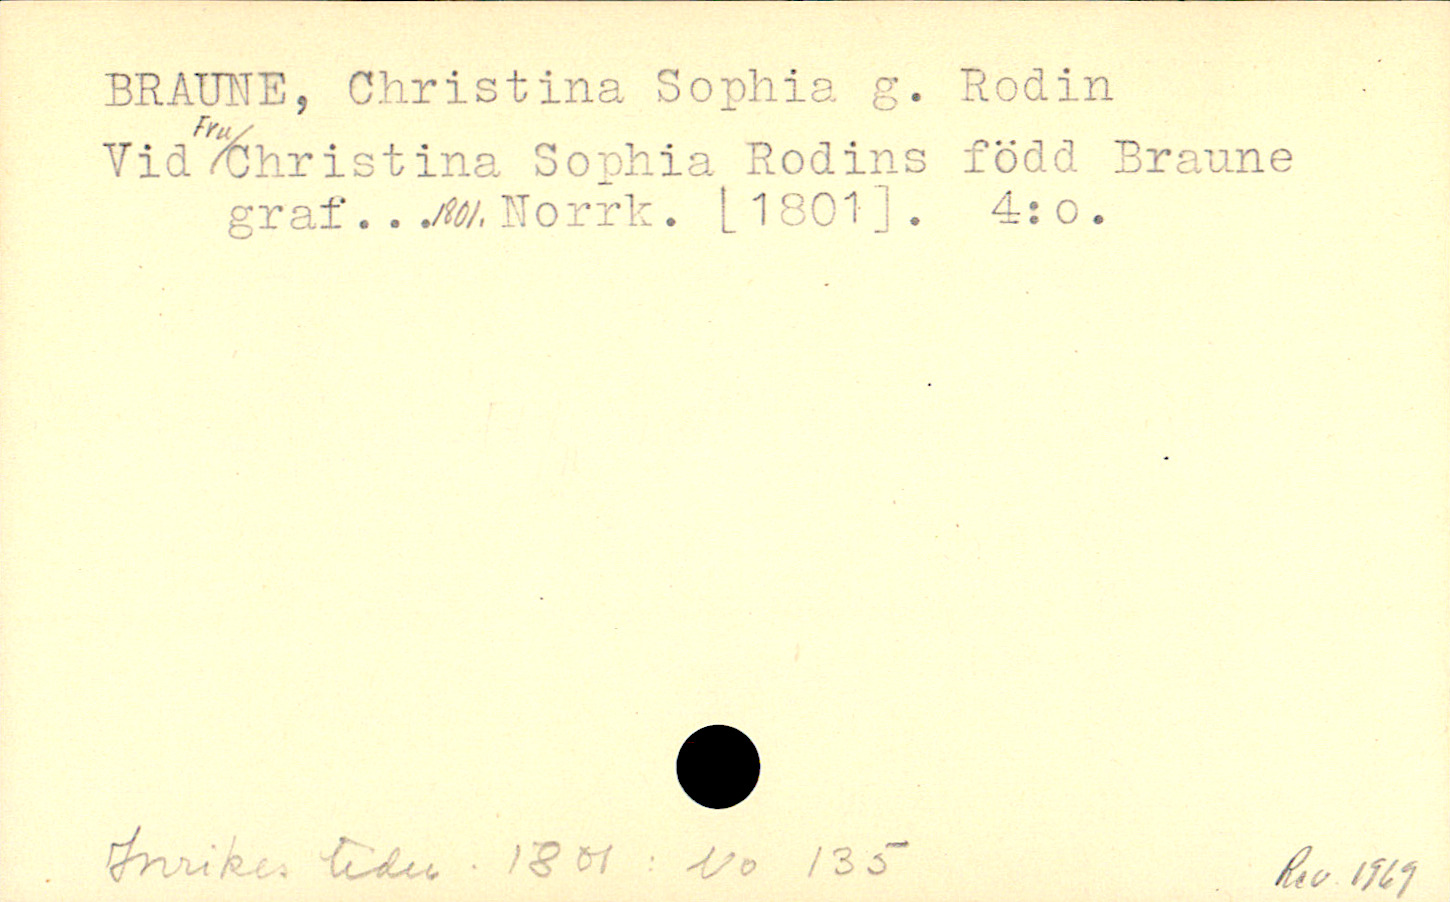 BRAUNE, Christina Sophia g. Rodin
Vid Fru/Christina Sophia Rodins född Braune
graf... 1801. Norrk. [1801]. 4:o.
Inrikes tidn. 1801: No 135
Rev. 1969